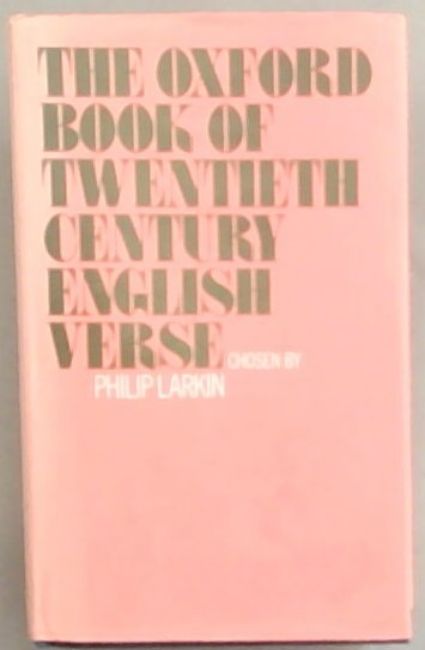 THE OXFORD
BOOK OF
TWENTIETH
CENTURY
ENGLISH
VERSE CHOSEN BY
PHILIP LARKIN